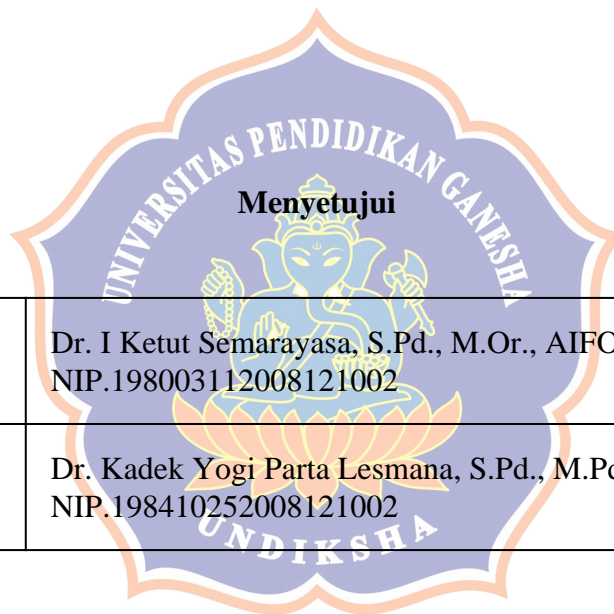 UNIVERSITAS PENDIDIKAN GANESHA
Menyetujui
Dr. I Ketut Semarayasa, S.Pd., M.Or., AIFO
NIP.198003112008121002
Dr. Kadek Yogi Parta Lesmana, S.Pd., M.Pd
NIP.198410252008121002
UNDIKSHA